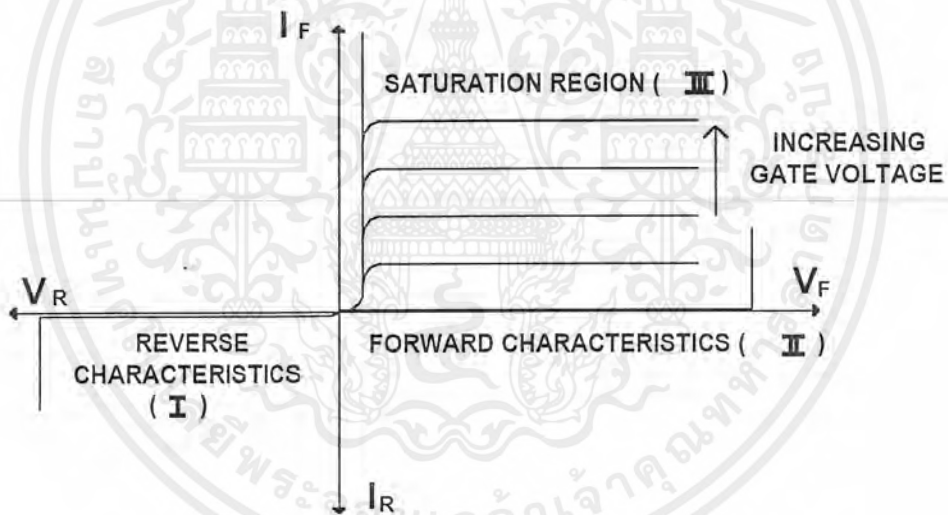 I F
SATURATION REGION ( III )
INCREASING
GATE VOLTAGE
V R
V F
REVERSE
CHARACTERISTICS
( I )
FORWARD CHARACTERISTICS ( II )
I R